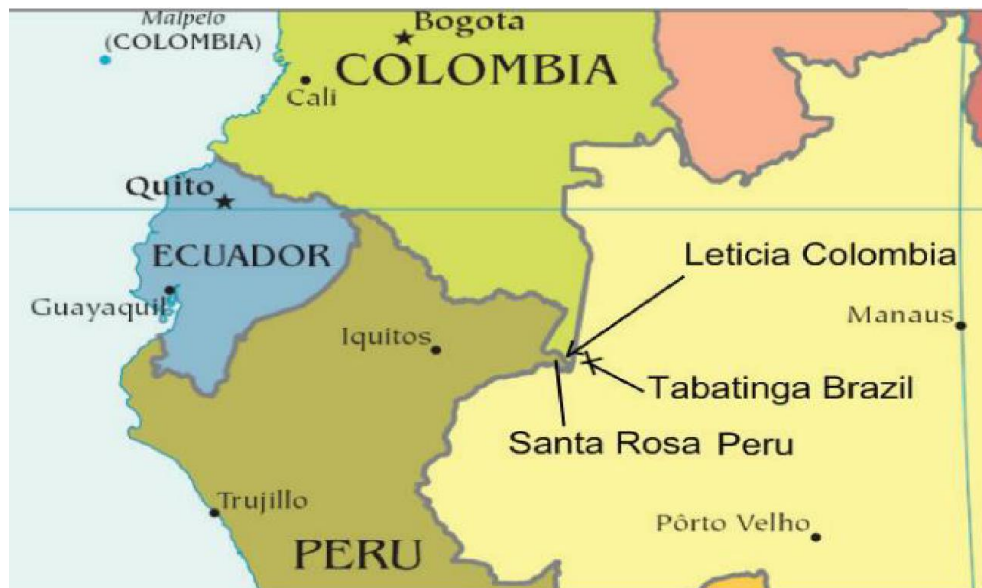 Malpelo
(COLOMBIA)
Bogota
COLOMBIA
Cali
Quito
ECUADOR
Guayaquil
Leticia Colombia
Manaus
Iquitos
Tabatinga Brazil
Santa Rosa Peru
Trujillo
Pôrto Velho
PERU